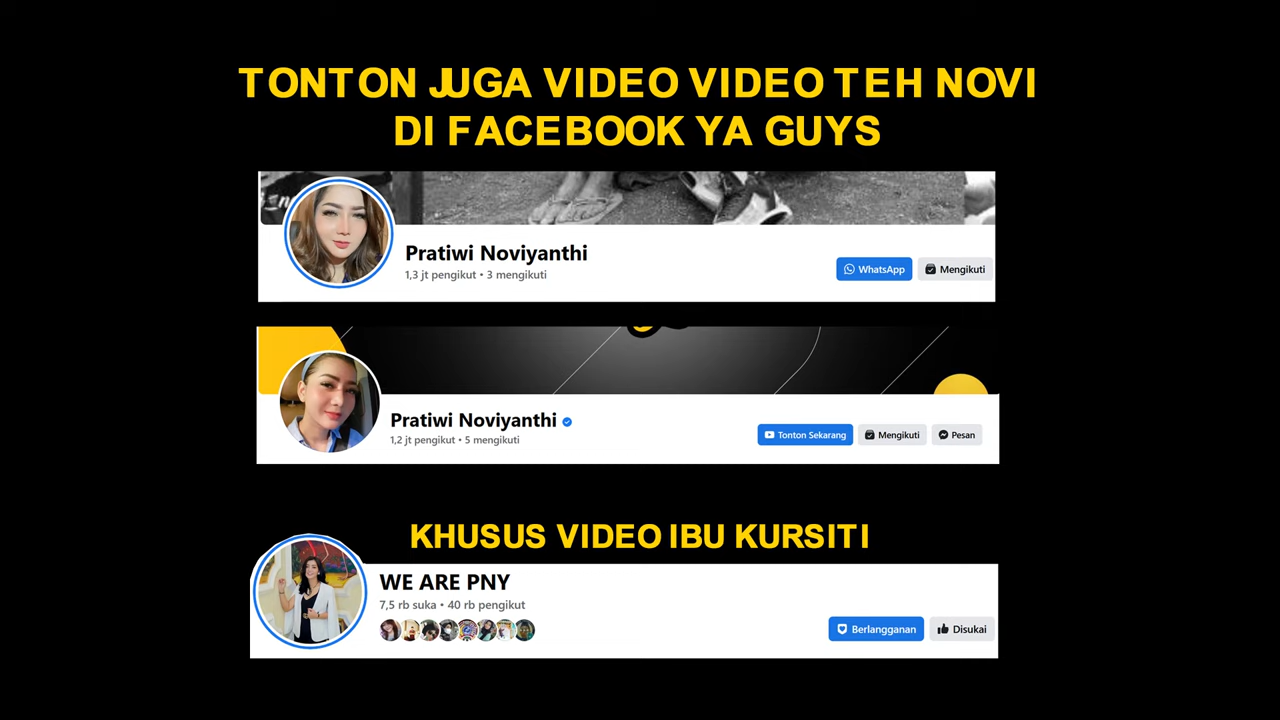 TONTON JUGA VIDEO VIDEO TEH NOVI
DI FACEBOOK YA GUYS
Pratiwi Noviyanthi
1,3 jt pengikut • 3 mengikuti
WhatsApp
Mengikuti
Pratiwi Noviyanthi
1,2 jt pengikut • 5 mengikuti
Tonton Sekarang
Mengikuti
Pesan
KHUSUS VIDEO IBU KURSITI
WE ARE PNY
7,5 rb suka • 40 rb pengikut
Berlangganan
Disukai